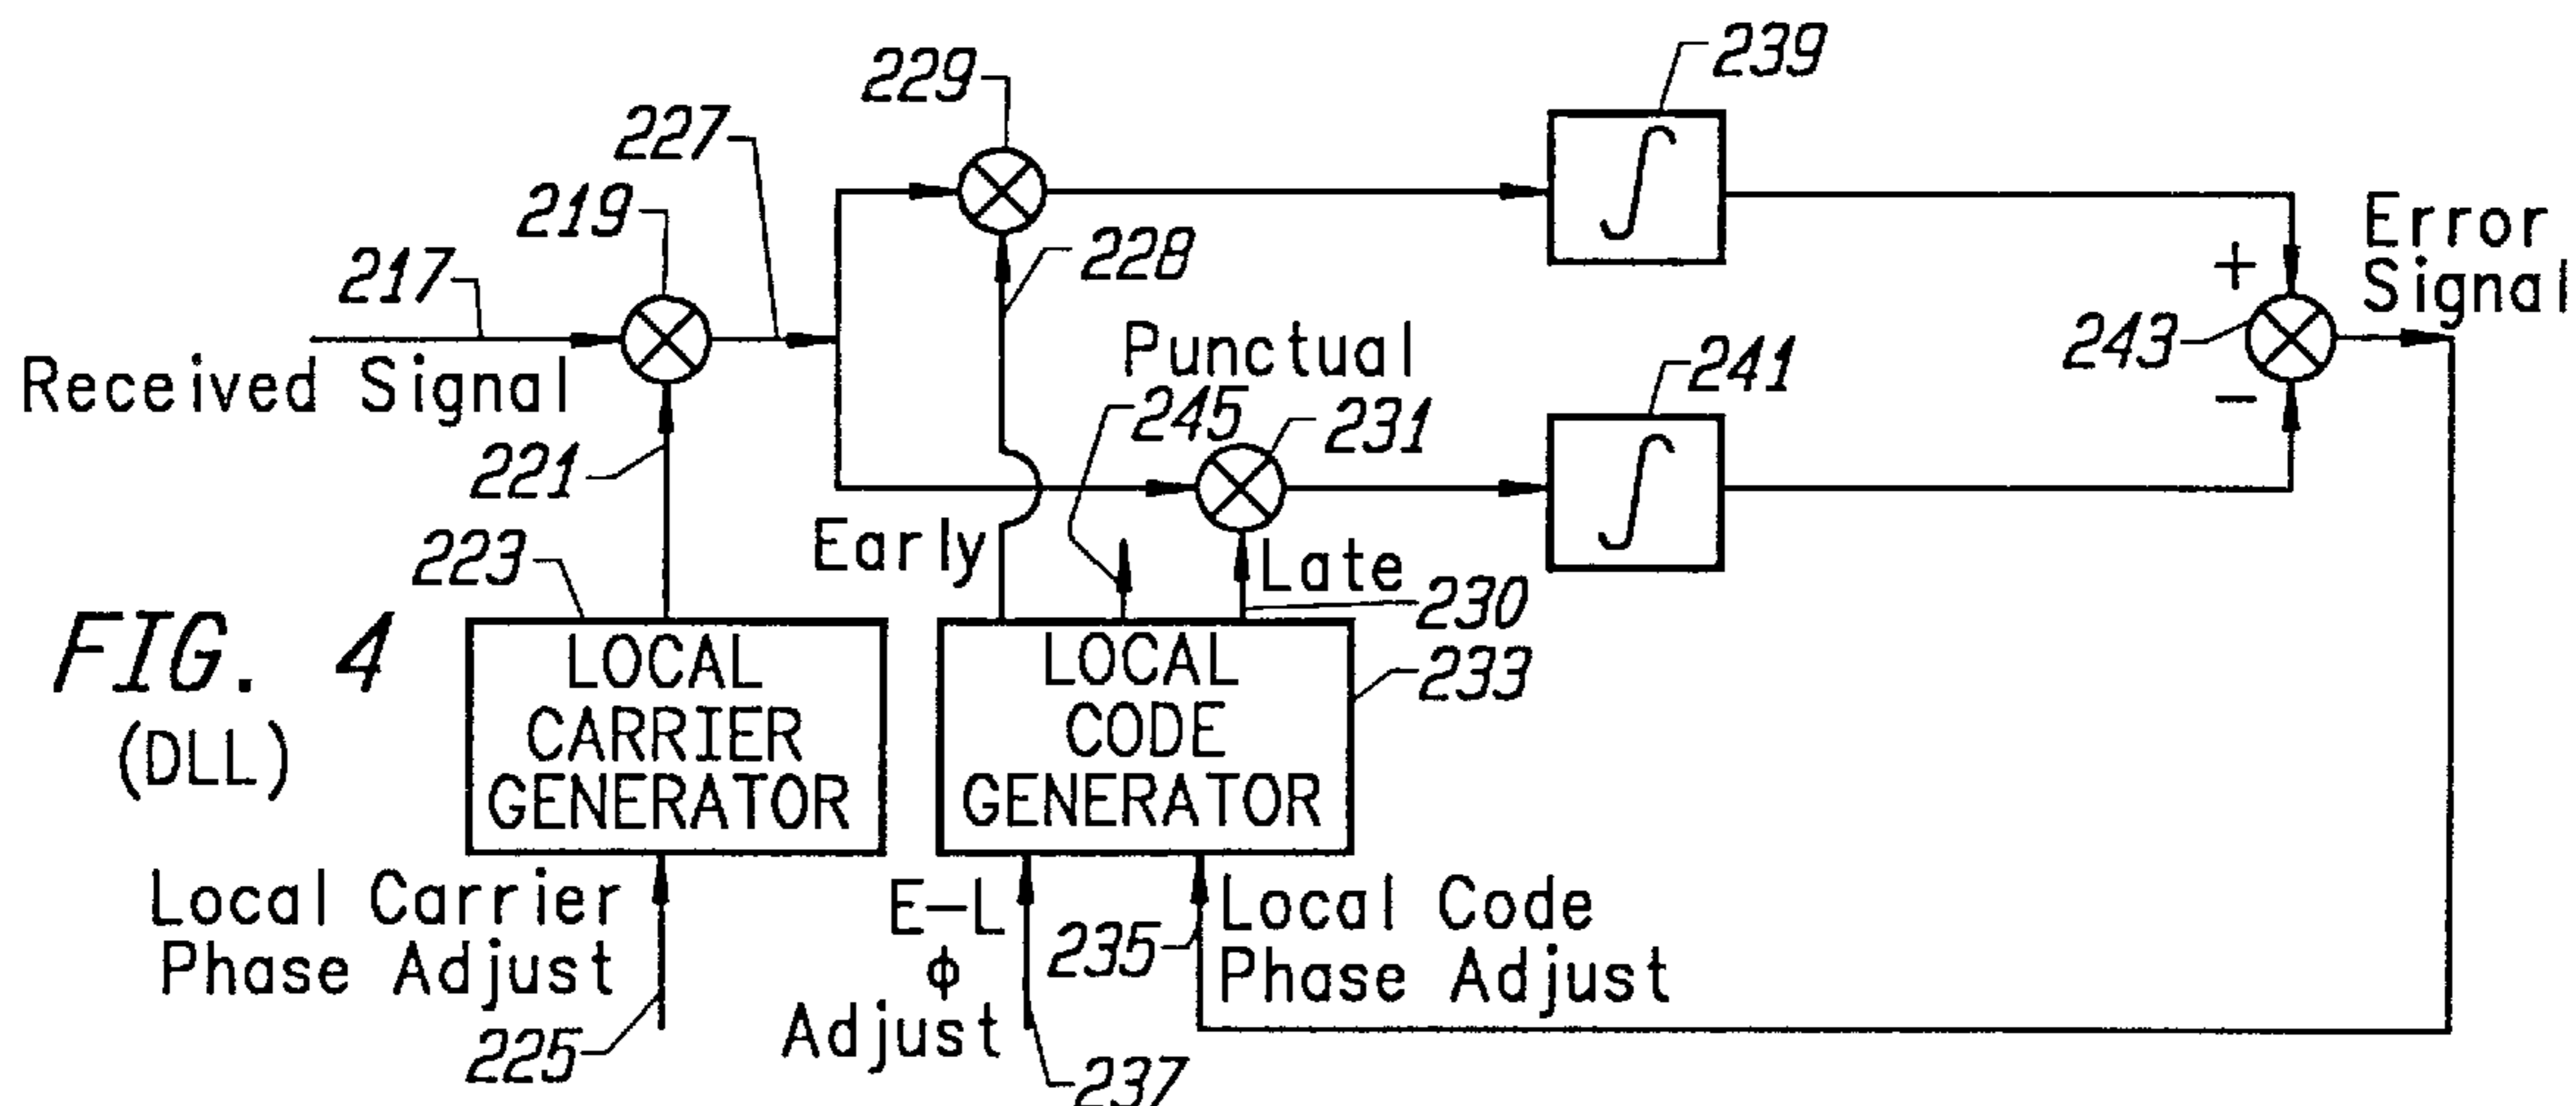 239
229
227
219
Error
Signal
228
217
+
Punctual
243
241
Received Signal
-
245
231
221
Early
Late
223
230
FIG. 4
(DLL)
LOCAL
CARRIER
GENERATOR
LOCAL
CODE
GENERATOR
233
Local Carrier
Phase Adjust
E-L
ϕ
Adjust
235
Local Code
Phase Adjust
225
237